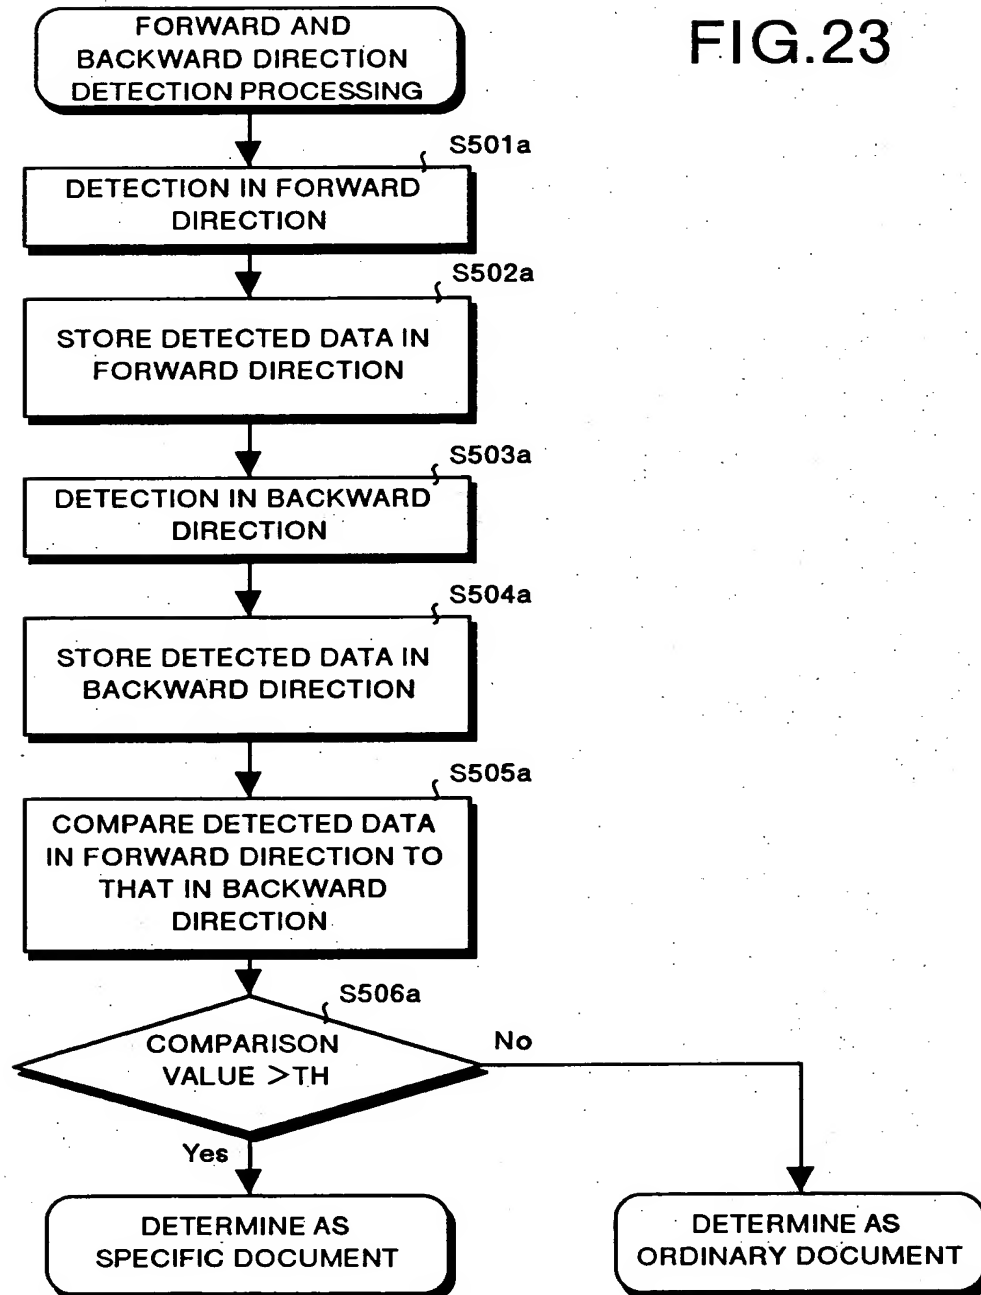 FIG.23
FORWARD AND
BACKWARD DIRECTION
DETECTION PROCESSING
S501a
DETECTION IN FORWARD
DIRECTION
S502a
STORE DETECTED DATA IN
FORWARD DIRECTION
S503a
DETECTION IN BACKWARD
DIRECTION
S504a
STORE DETECTED DATA IN
BACKWARD DIRECTION
S505a
COMPARE DETECTED DATA
IN FORWARD DIRECTION TO
THAT IN BACKWARD
DIRECTION
S506a
COMPARISON
VALUE >TH
No
Yes
DETERMINE AS
SPECIFIC DOCUMENT
DETERMINE AS
ORDINARY DOCUMENT